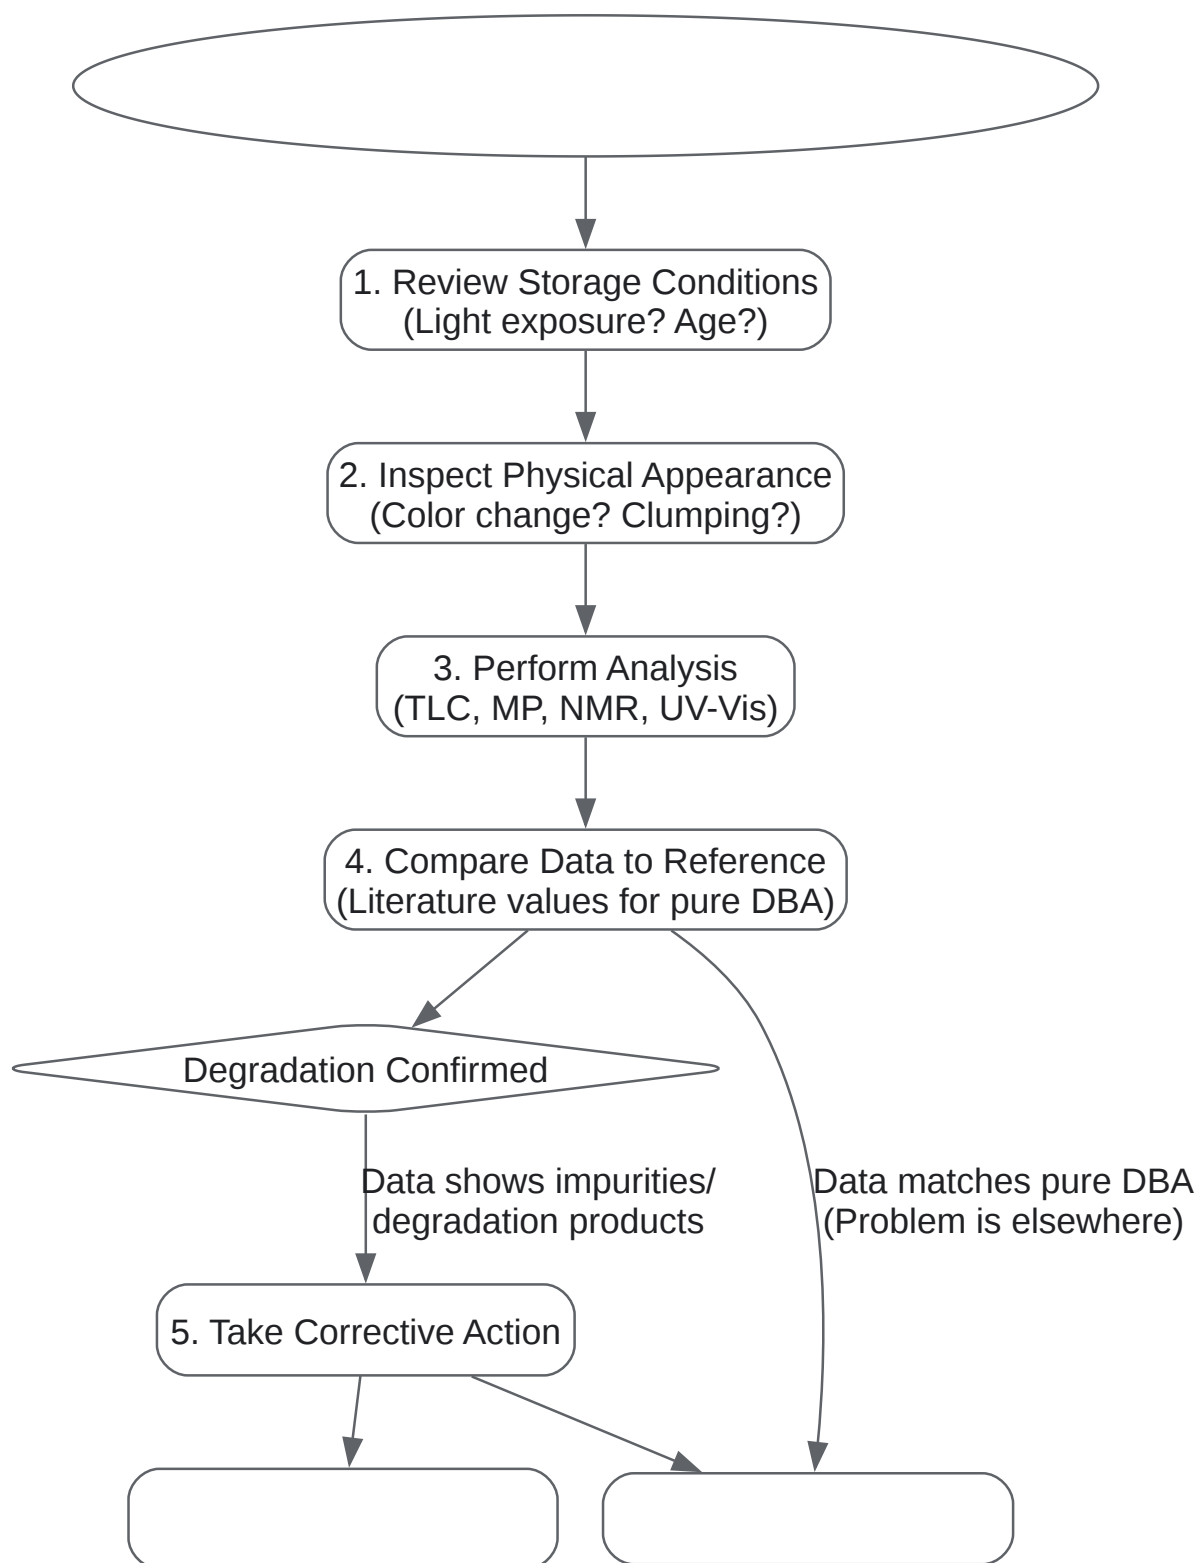 1. Review Storage Conditions
(Light exposure? Age?)
2. Inspect Physical Appearance
(Color change? Clumping?)
3. Perform Analysis
(TLC, MP, NMR, UV-Vis)
4. Compare Data to Reference
(Literature values for pure DBA)
Degradation Confirmed
Data shows impurities/
degradation products
Data matches pure DBA
(Problem is elsewhere)
5. Take Corrective Action